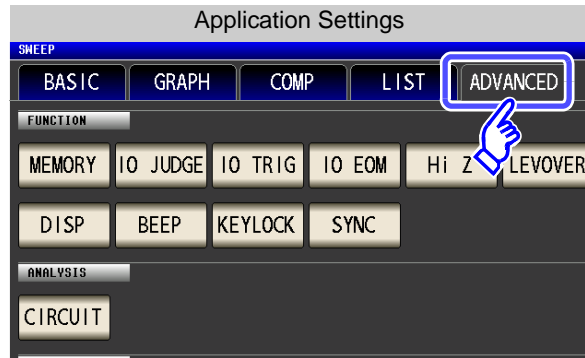 Application Settings
SWEEP
BASIC GRAPH COMP LIST ADVANCED
FUNCTION
MEMORY IO JUDGE IO TRIG IO EOM Hi Z LEVOVER
DISP BEEP KEYLOCK SYNC
ANALYSIS
CIRCUIT